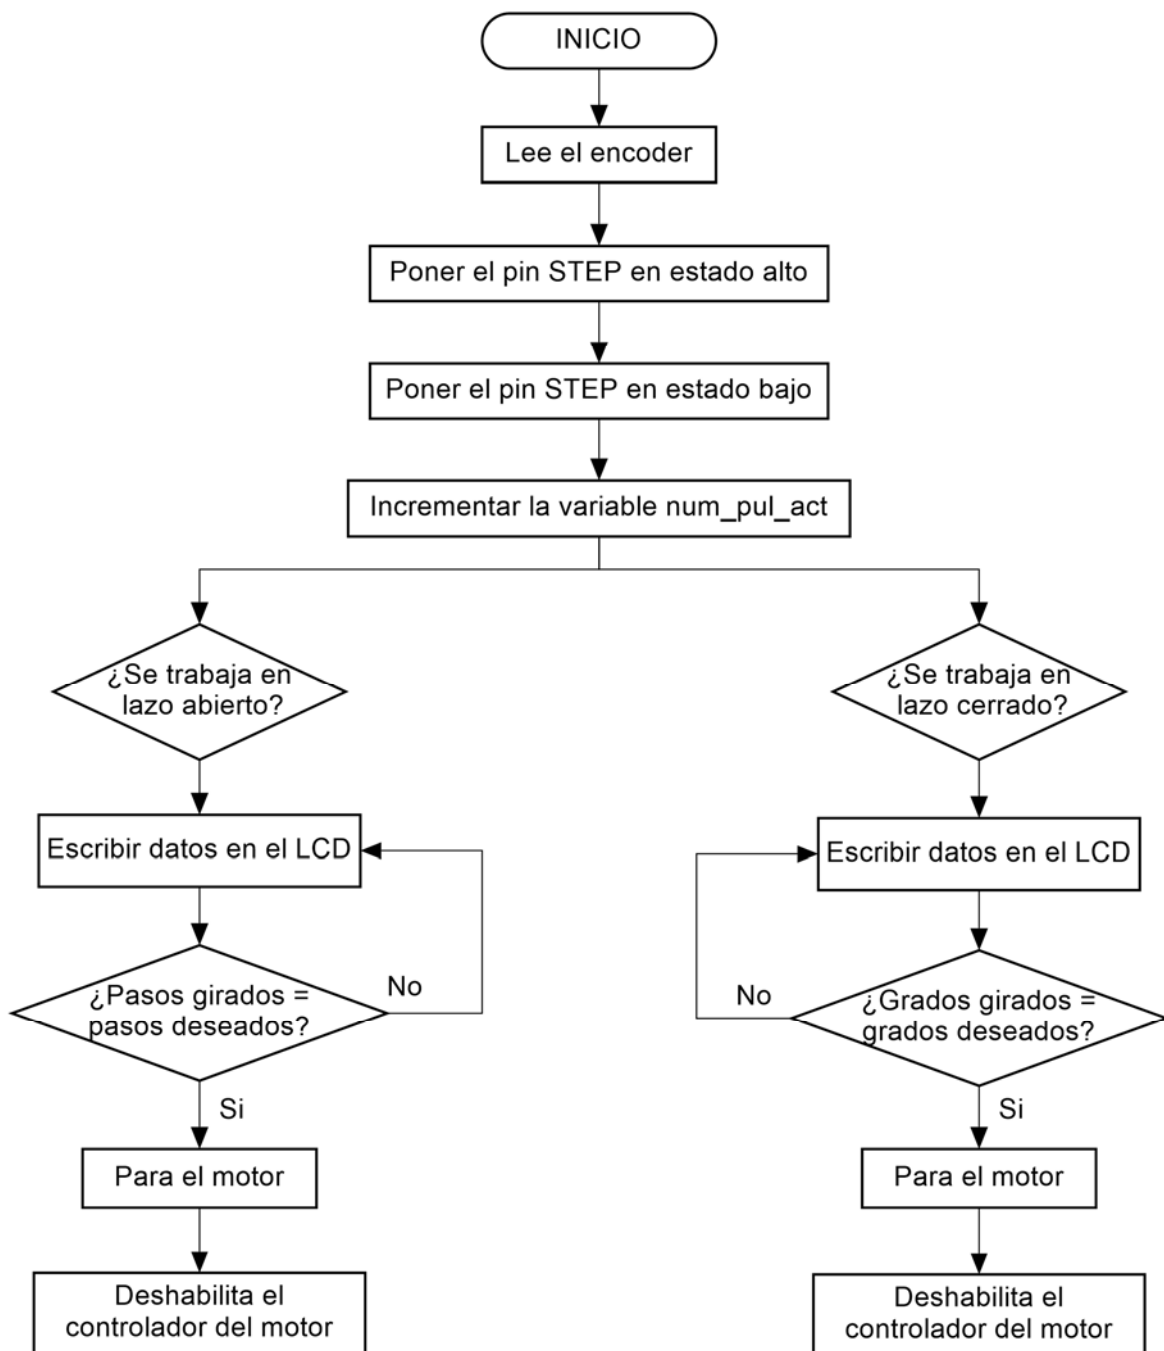 INICIO
Lee el encoder
Poner el pin STEP en estado alto
Poner el pin STEP en estado bajo
Incrementar la variable num_pul_act
¿Se trabaja en
lazo abierto?
Escribir datos en el LCD
¿Pasos girados =
pasos deseados?
No
Si
Para el motor
Deshabilita el
controlador del motor
¿Se trabaja en
lazo cerrado?
Escribir datos en el LCD
No
¿Grados girados =
grados deseados?
Si
Para el motor
Deshabilita el
controlador del motor